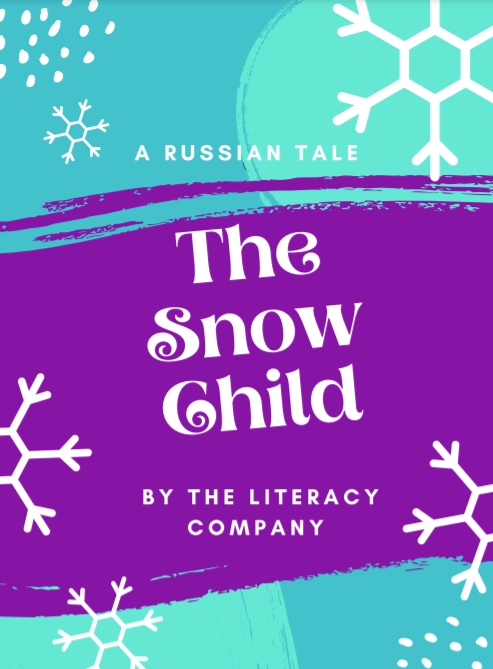 A RUSSIAN TALE
The
Snow
Child
BY THE LITERACY
COMPANY